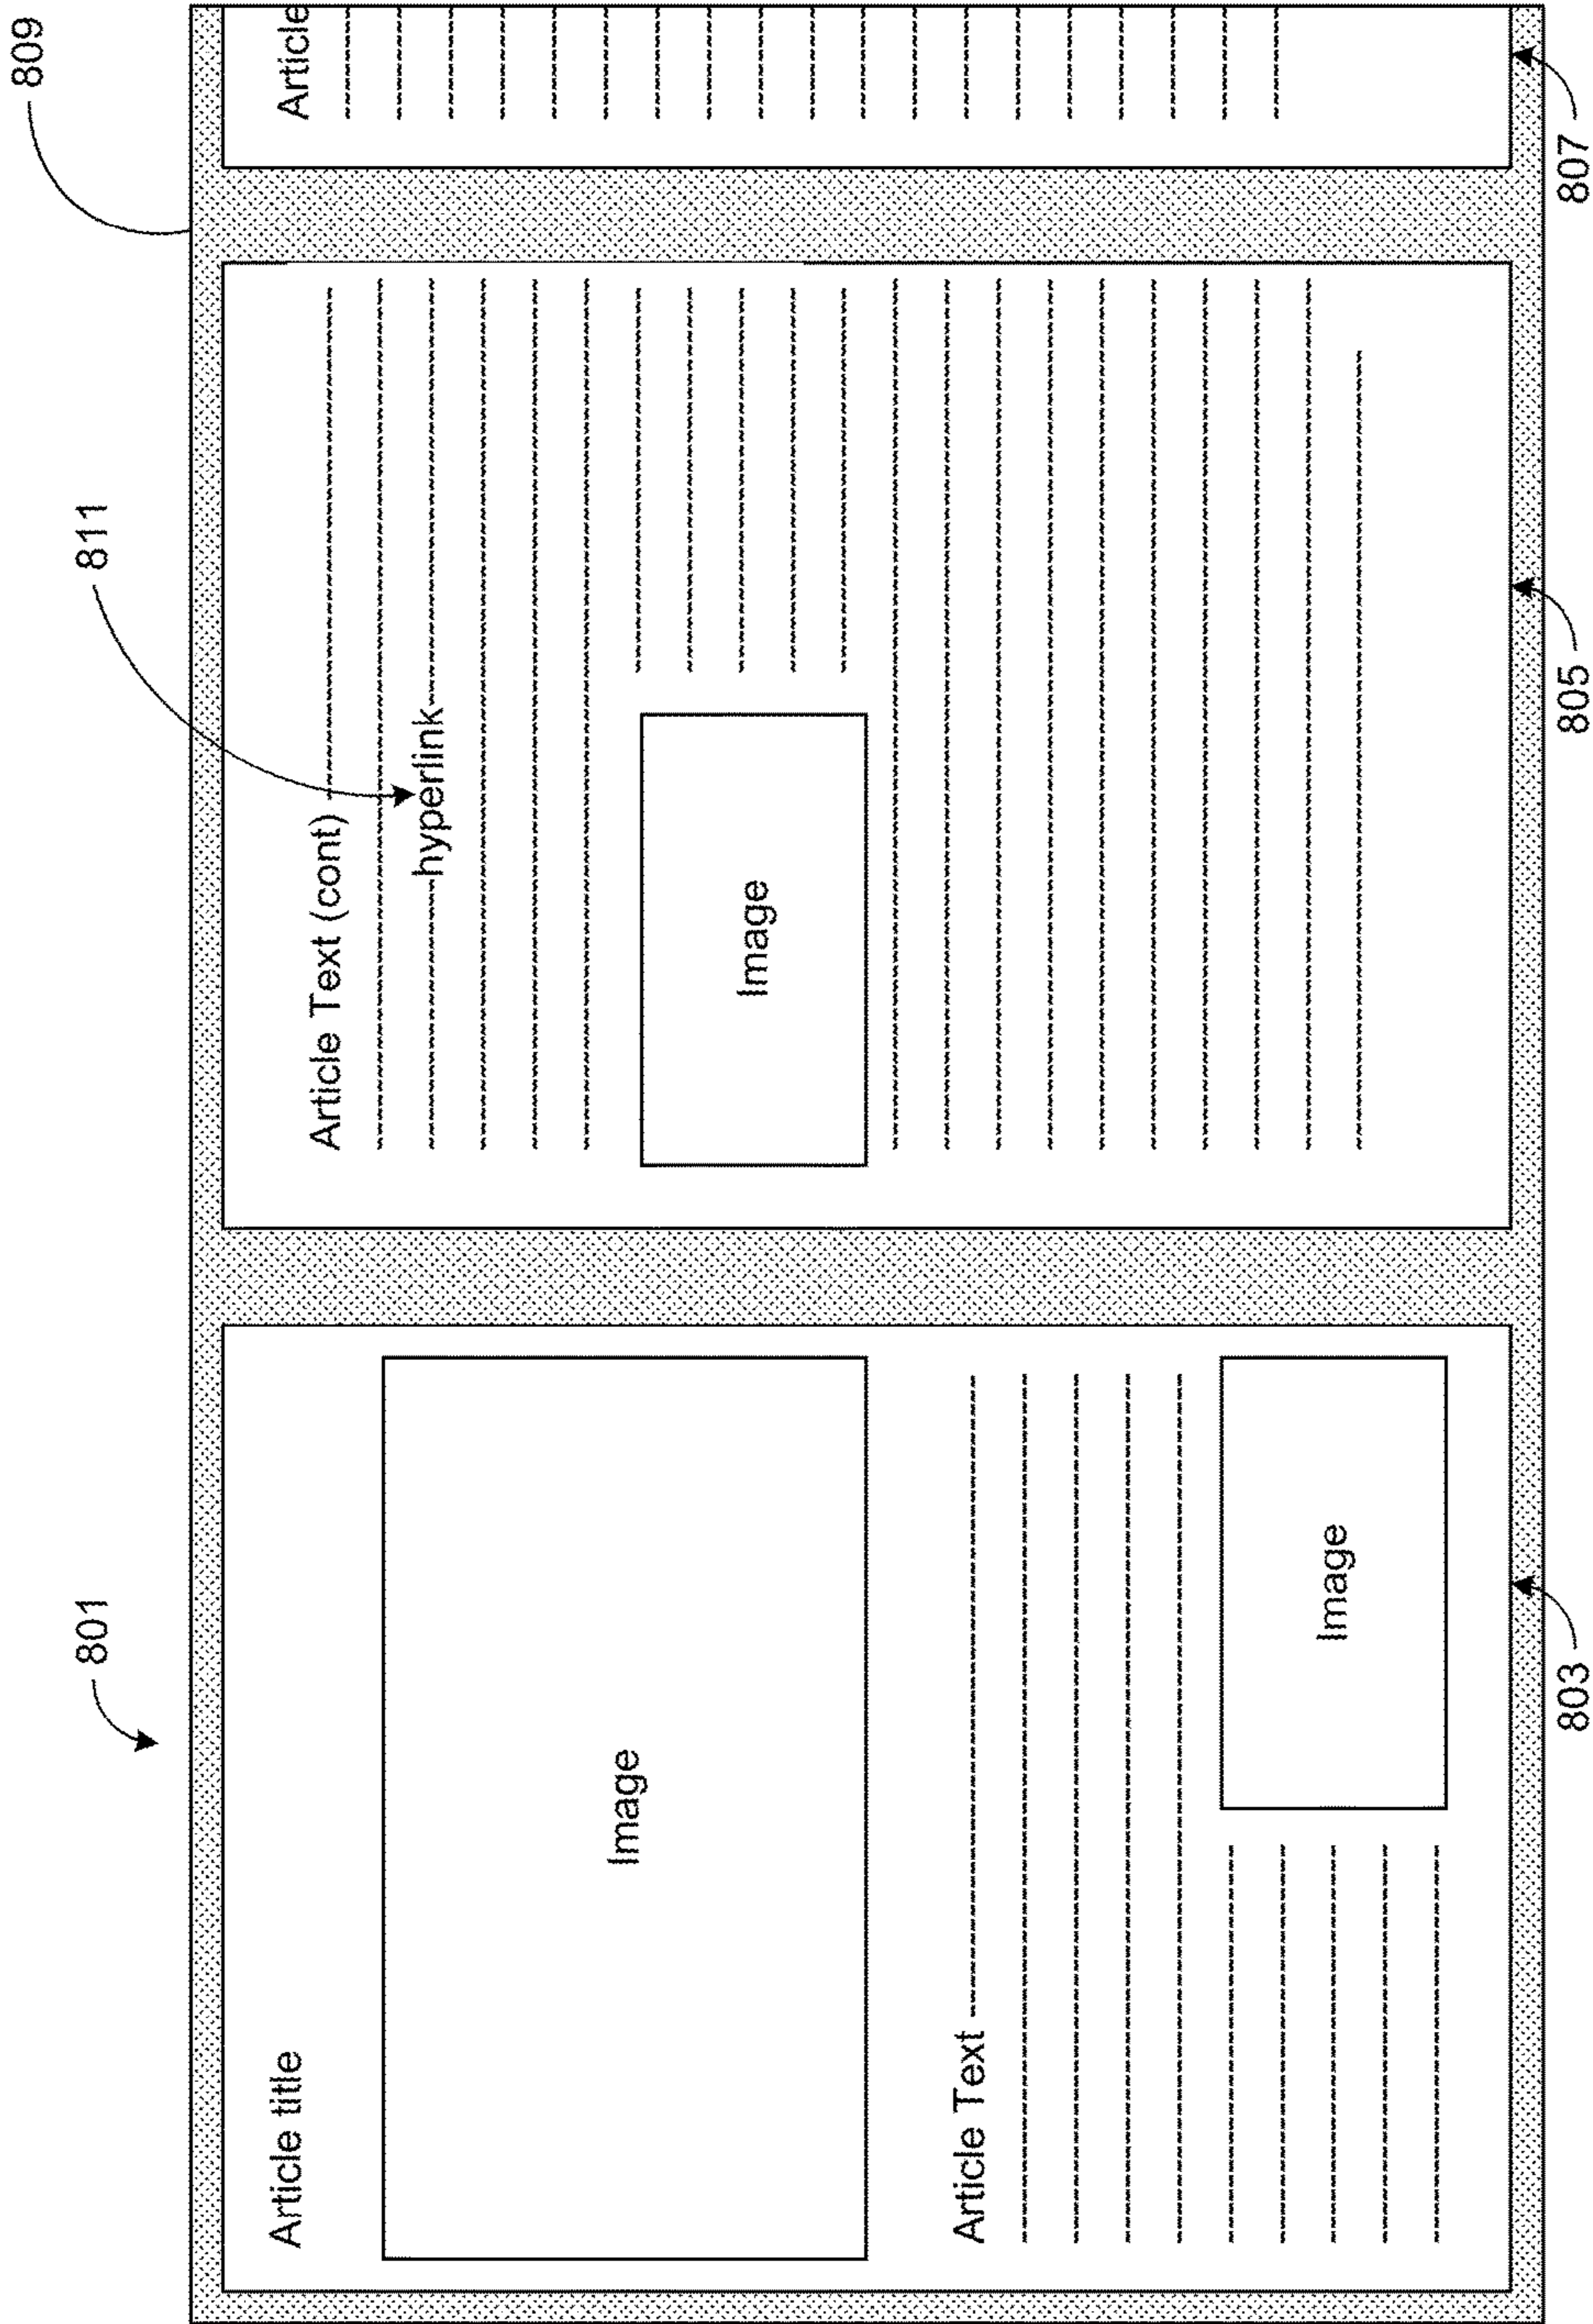 801
809
811
Article title
Image
Article Text
Image
Article Text (cont)
hyperlink
Image
Article
803
805
807